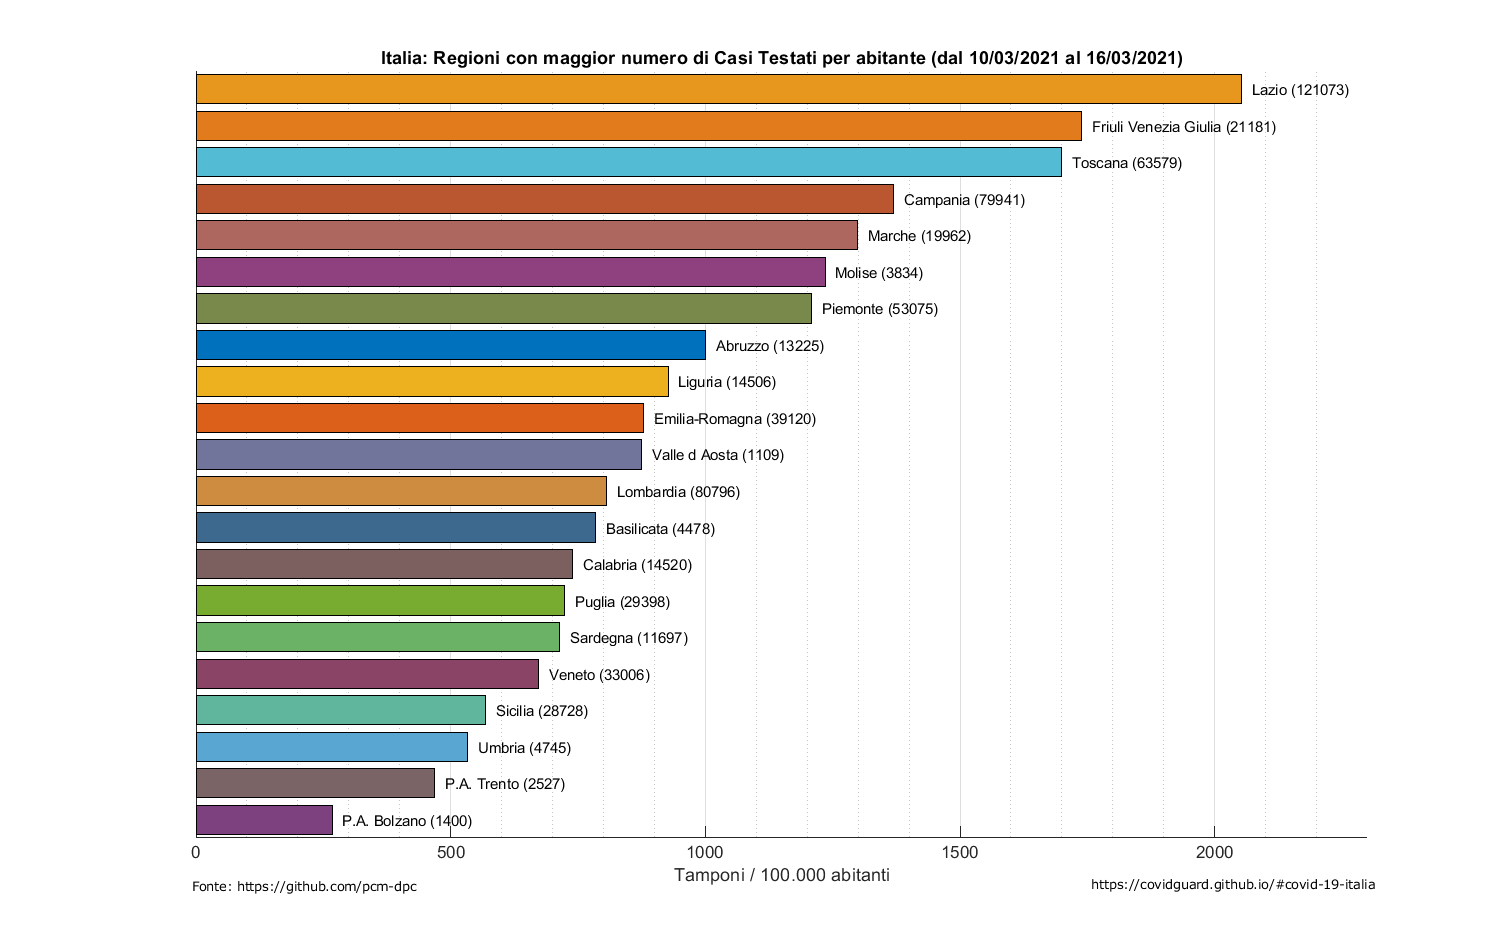 Italia: Regioni con maggior numero di Casi Testati per abitante (dal 10/03/2021 al 16/03/2021)
Lazio (121073)
Friuli Venezia Giulia (21181)
Toscana (63579)
Campania (79941)
Marche (19962)
Molise (3834)
Piemonte (53075)
Abruzzo (13225)
Liguria (14506)
Emilia-Romagna (39120)
Valle d Aosta (1109)
Lombardia (80796)
Basilicata (4478)
Calabria (14520)
Puglia (29398)
Sardegna (11697)
Veneto (33006)
Sicilia (28728)
Umbria (4745)
P.A. Trento (2527)
P.A. Bolzano (1400)
0 500 1000 1500 2000
Tamponi / 100.000 abitanti
Fonte: https://github.com/pcm-dpc
https://covidguard.github.io/#covid-19-italia